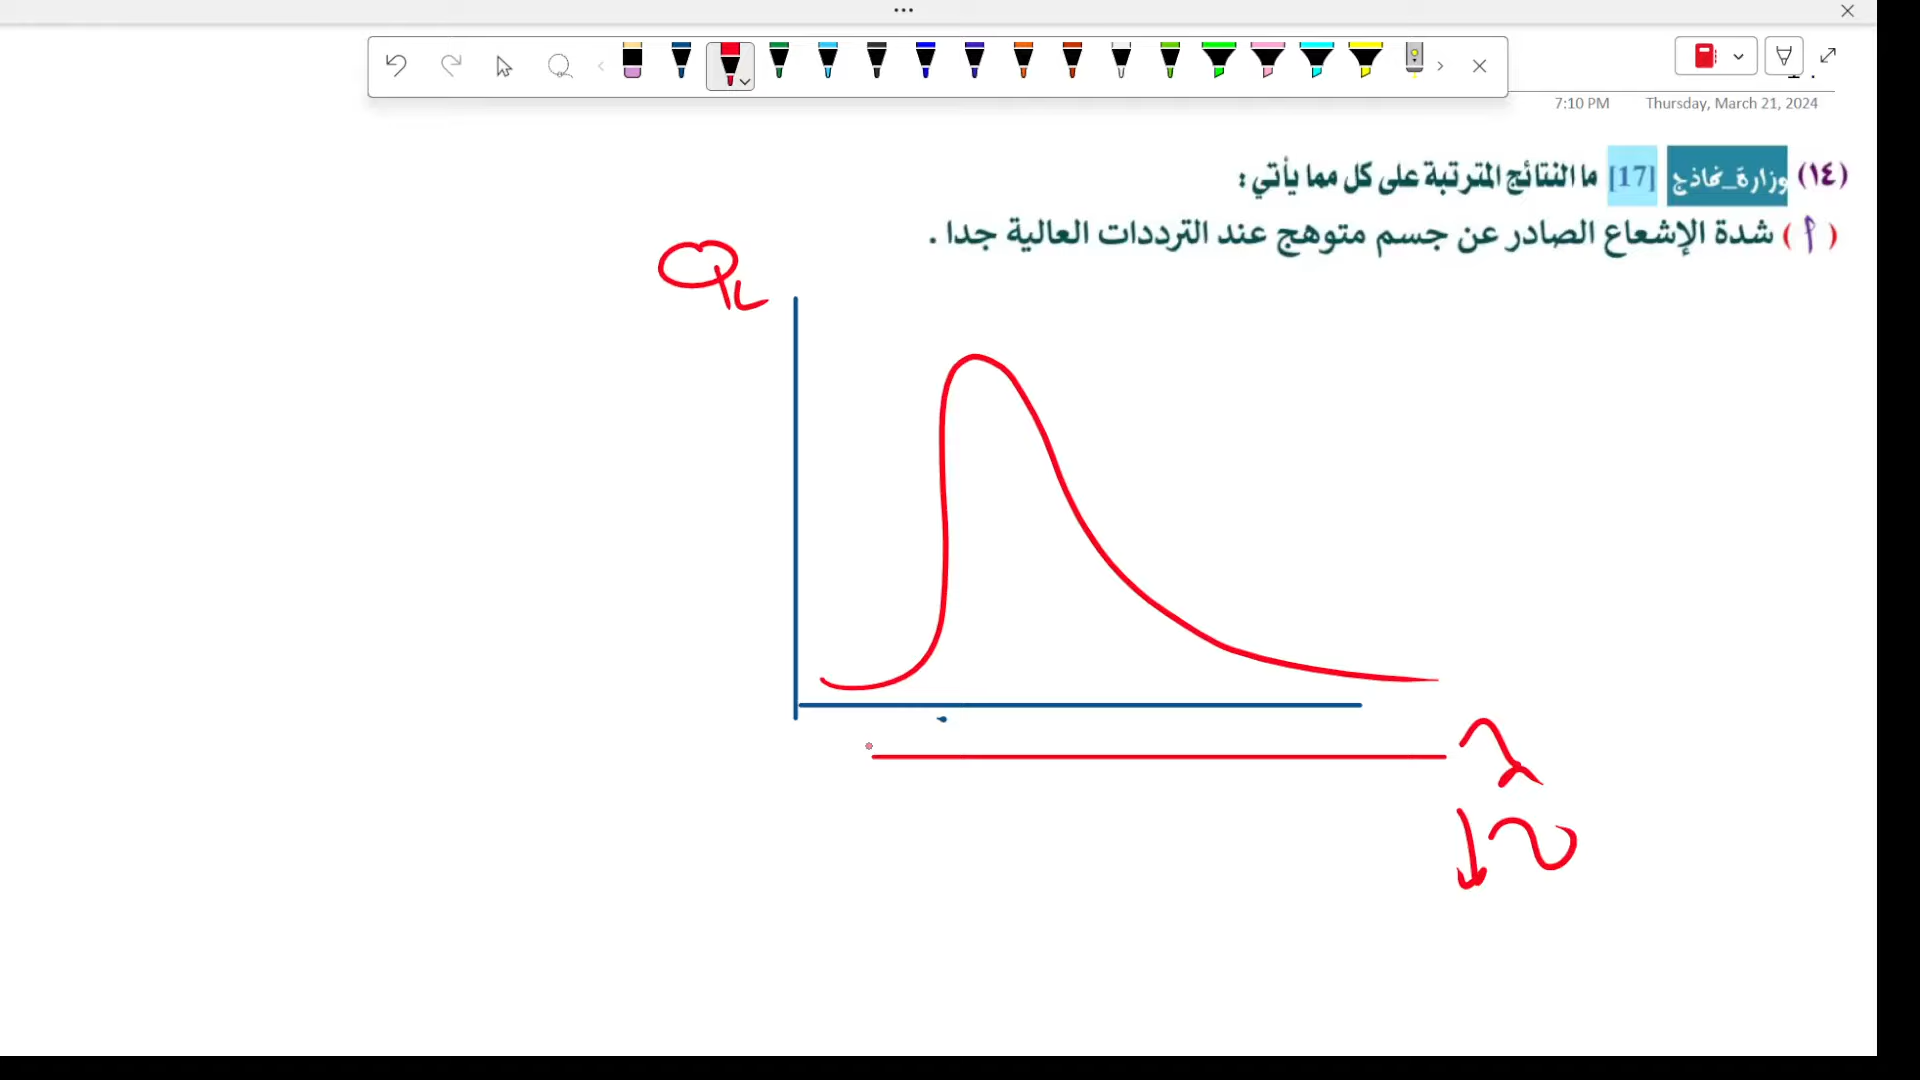 7:10 PM Thursday, March 21, 2024
(١٤) وزارة_نماذج [17] ما النتائج المترتبة على كل مما يأتي :
( أ ) شدة الإشعاع الصادر عن جسم متوهج عند الترددات العالية جدا .
λ